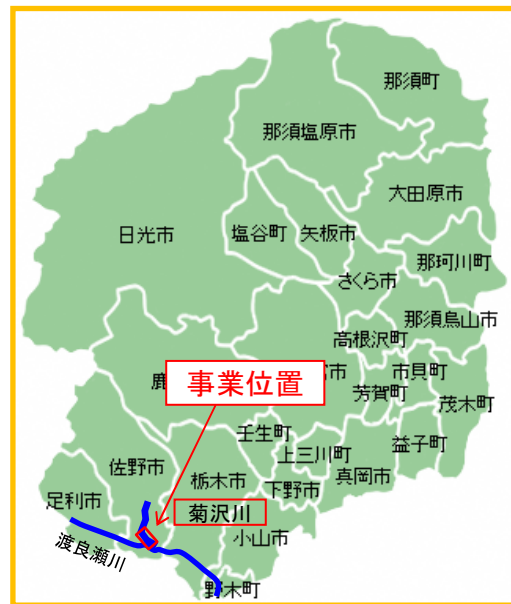 那須町
那須塩原市
大田原市
日光市
塩谷町
矢板市
那珂川町
さくら市
那須烏山市
高根沢町
事業位置
鹿
市
市貝町
芳賀町
茂木町
壬生町
上三川町
益子町
佐野市
栃木市
下野市
真岡市
足利市
菊沢川
小山市
渡良瀬川
野木町